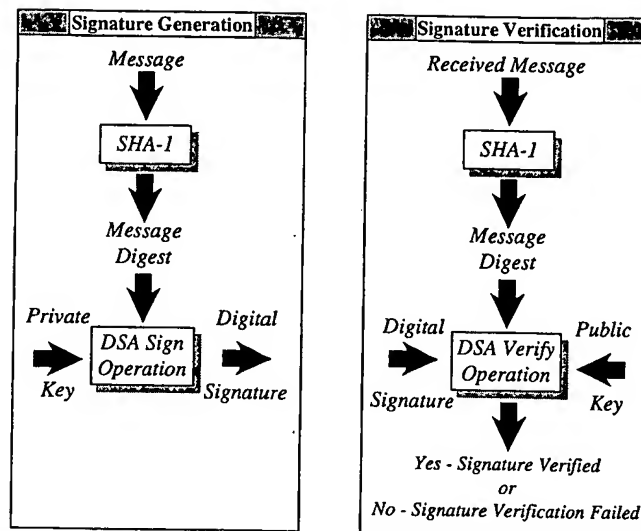 Signature Generation
Message
SHA-1
Message
Digest
Private
Key
DSA Sign
Operation
Digital
Signature
Signature Verification
Received Message
SHA-1
Message
Digest
Digital
Signature
DSA Verify
Operation
Public
Key
Yes - Signature Verified
or
No - Signature Verification Failed